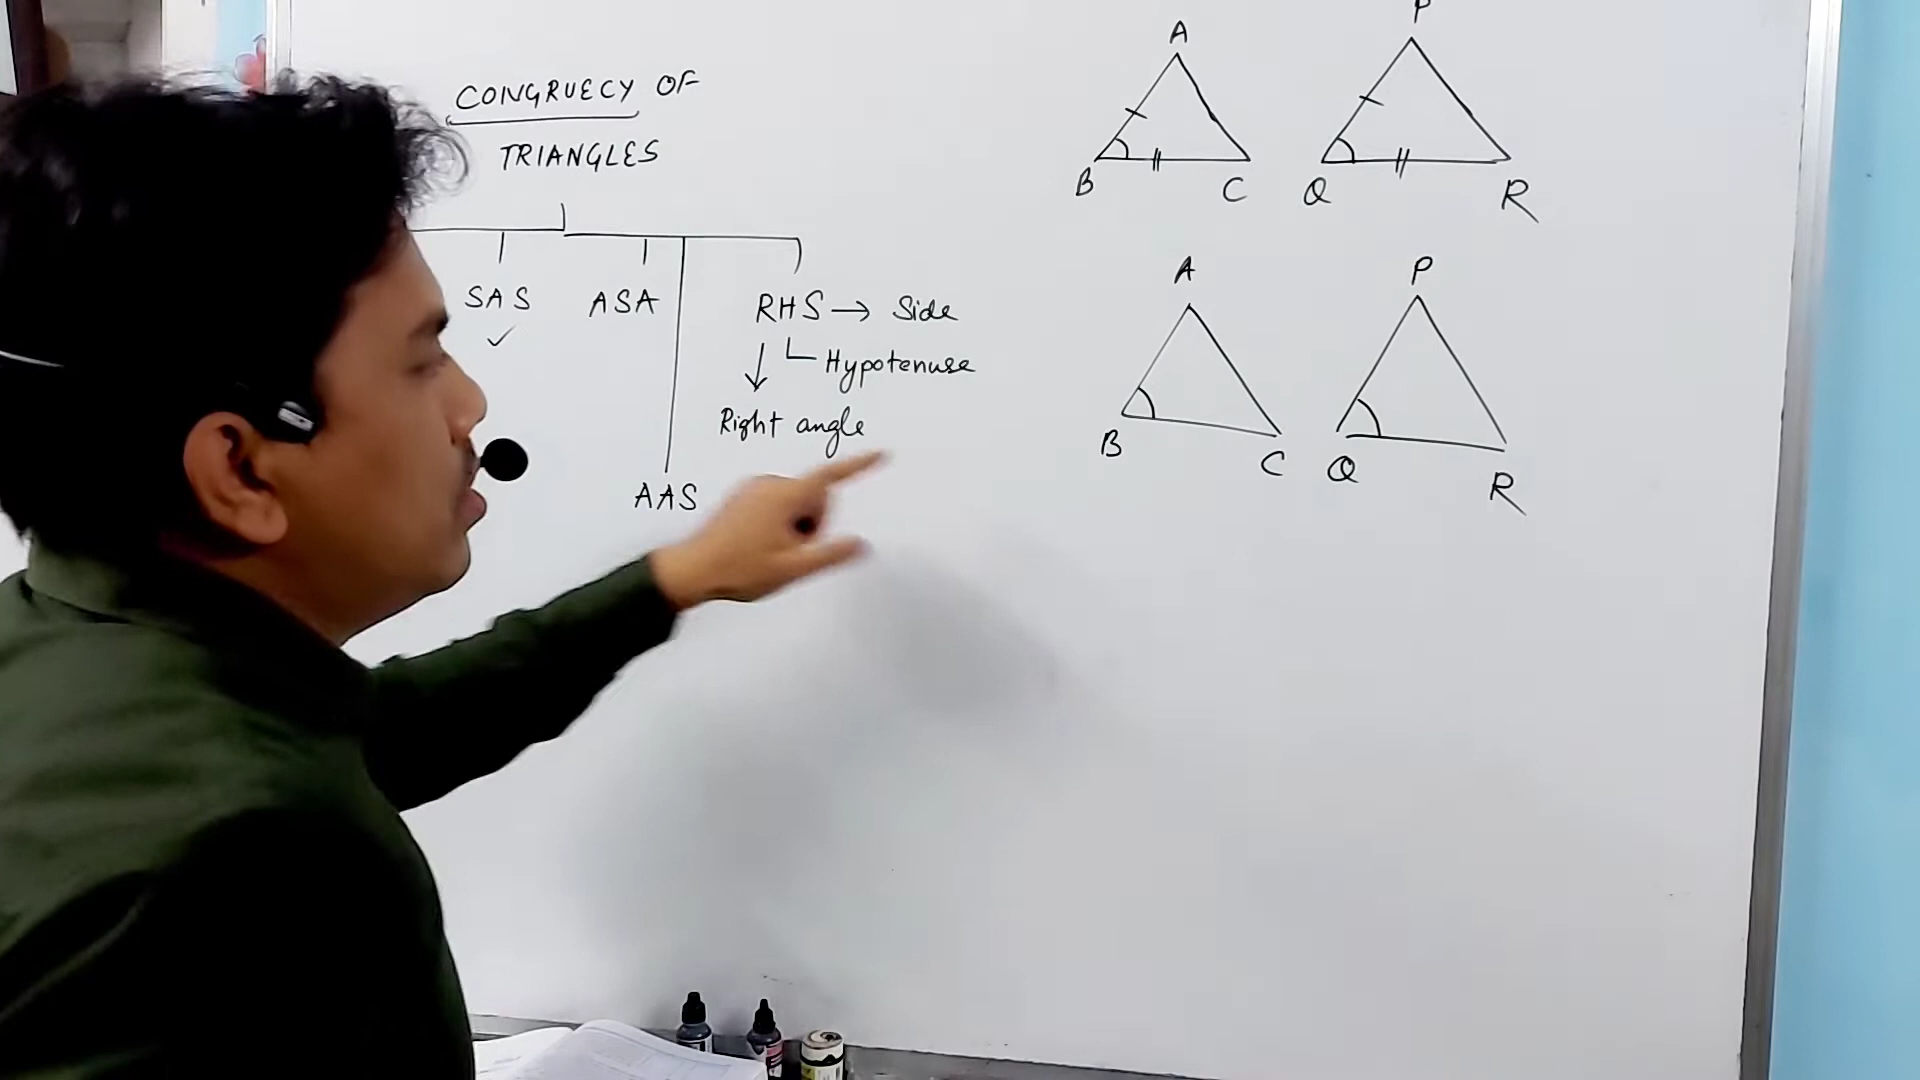 CONGRUECY OF
TRIANGLES
SAS
ASA
RHS → Side
Hypotenuse
Right angle
AAS
A
P
B
C
Q
R
A
P
B
C
Q
R